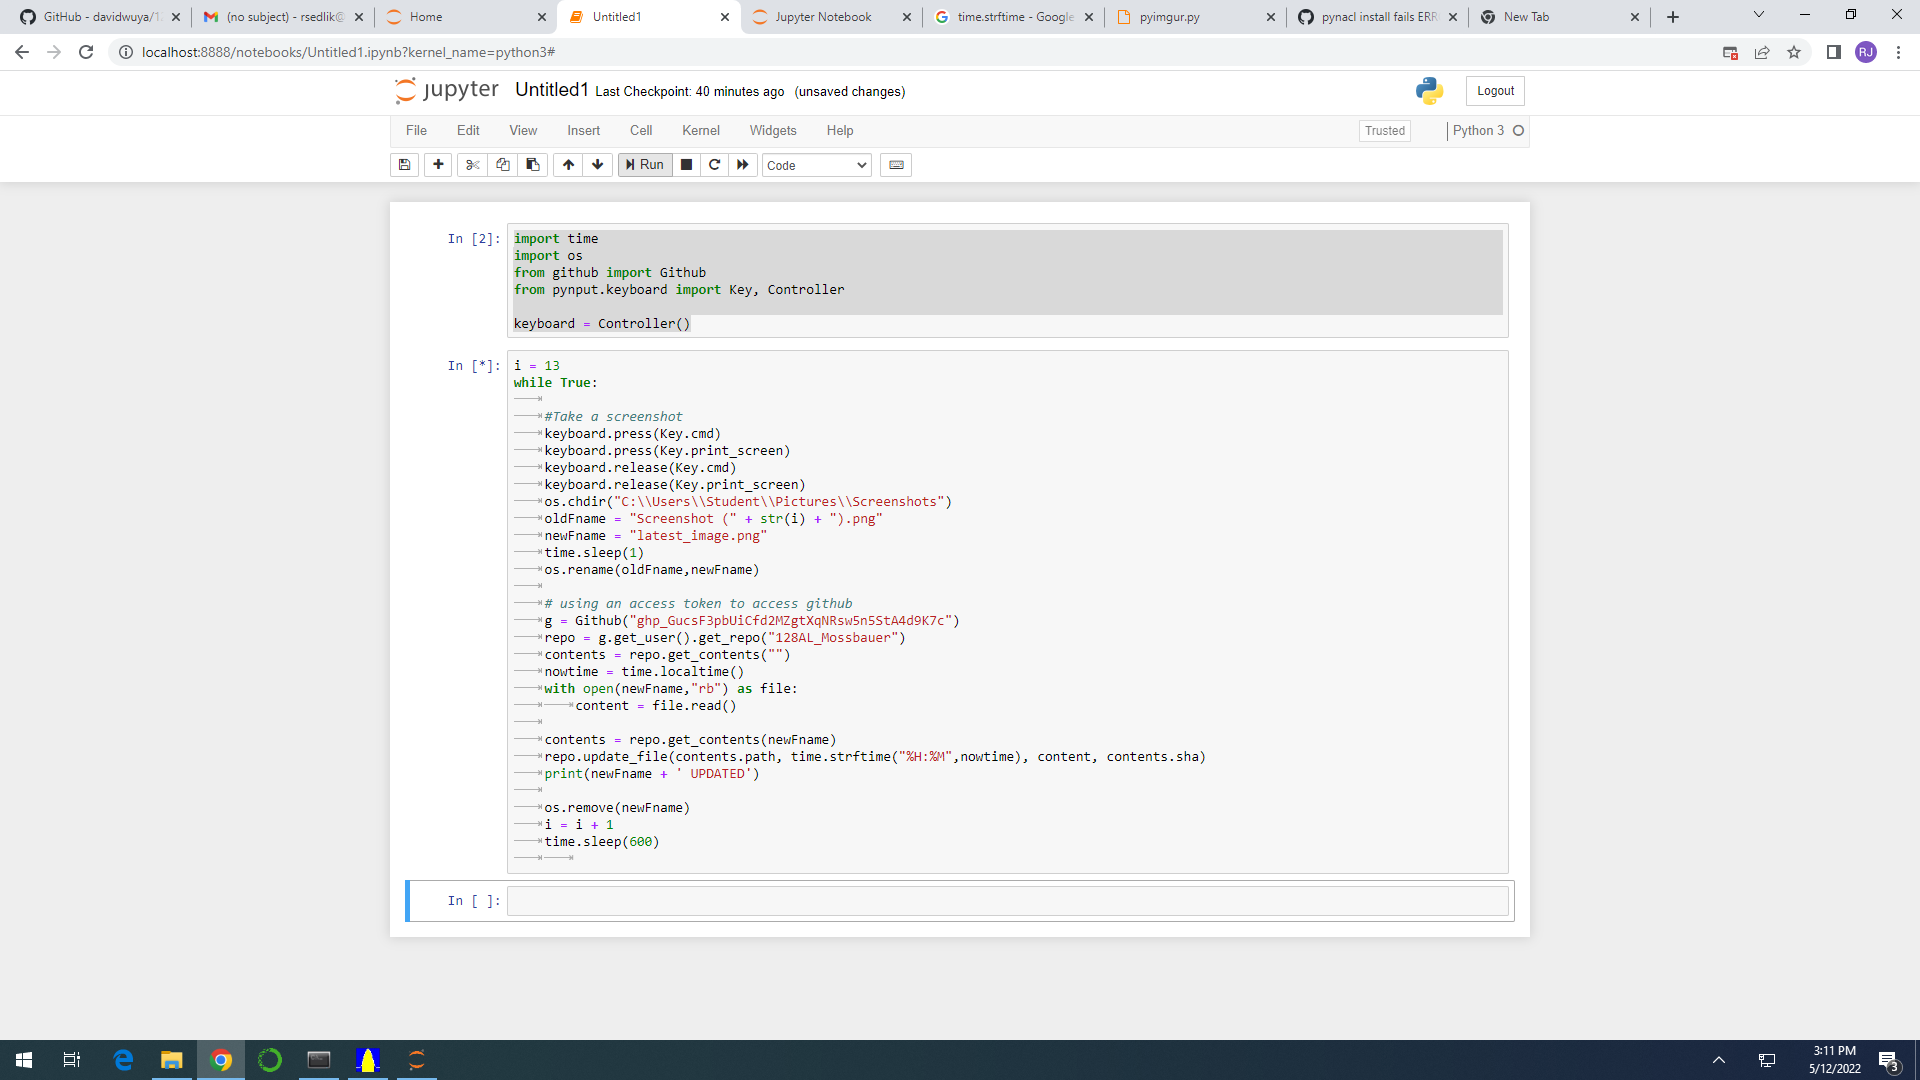 GitHub - davidwuya/1
(no subject) - rsedlik@
Home
Untitled1
Jupyter Notebook
time.strftime - Google
pyimgur.py
pynacl install fails ERR
New Tab
localhost:8888/notebooks/Untitled1.ipynb?kernel_name=python3#
RJ
jupyter Untitled1 Last Checkpoint: 40 minutes ago (unsaved changes)
Logout
File Edit View Insert Cell Kernel Widgets Help
Trusted Python 3
Run Code
In [2]:
import time
import os
from github import Github
from pynput.keyboard import Key, Controller
keyboard = Controller()
In [*]:
i = 13
while True:
#Take a screenshot
keyboard.press(Key.cmd)
keyboard.press(Key.print_screen)
keyboard.release(Key.cmd)
keyboard.release(Key.print_screen)
os.chdir("C:\\Users\\Student\\Pictures\\Screenshots")
oldFname = "Screenshot (" + str(i) + ").png"
newFname = "latest_image.png"
time.sleep(1)
os.rename(oldFname,newFname)
# using an access token to access github
g = Github("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")
repo = g.get_user().get_repo("128AL_Mossbauer")
contents = repo.get_contents("")
nowtime = time.localtime()
with open(newFname,"rb") as file:
content = file.read()
contents = repo.get_contents(newFname)
repo.update_file(contents.path, time.strftime("%H:%M",nowtime), content, contents.sha)
print(newFname + ' UPDATED')
os.remove(newFname)
i = i + 1
time.sleep(600)
In [ ]:
3:11 PM
5/12/2022
3